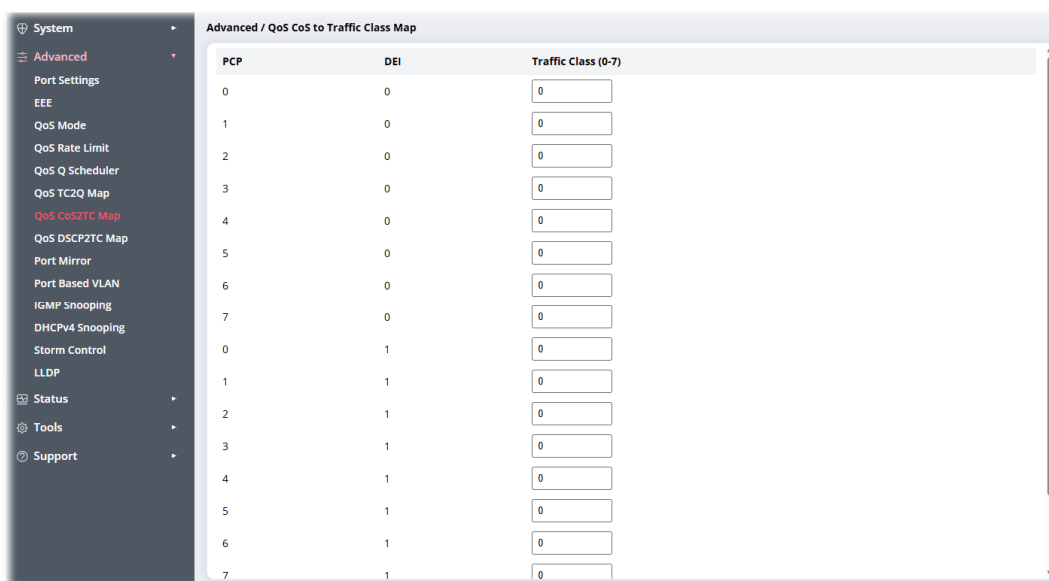 System
Advanced
Port Settings
EEE
QoS Mode
QoS Rate Limit
QoS Q Scheduler
QoS TC2Q Map
QoS CoS2TC Map
QoS DSCP2TC Map
Port Mirror
Port Based VLAN
IGMP Snooping
DHCPv4 Snooping
Storm Control
LLDP
Status
Tools
Support
Advanced / QoS CoS to Traffic Class Map
PCP DEI Traffic Class (0-7)
0 0 0
1 0 0
2 0 0
3 0 0
4 0 0
5 0 0
6 0 0
7 0 0
0 1 0
1 1 0
2 1 0
3 1 0
4 1 0
5 1 0
6 1 0
7 1 0